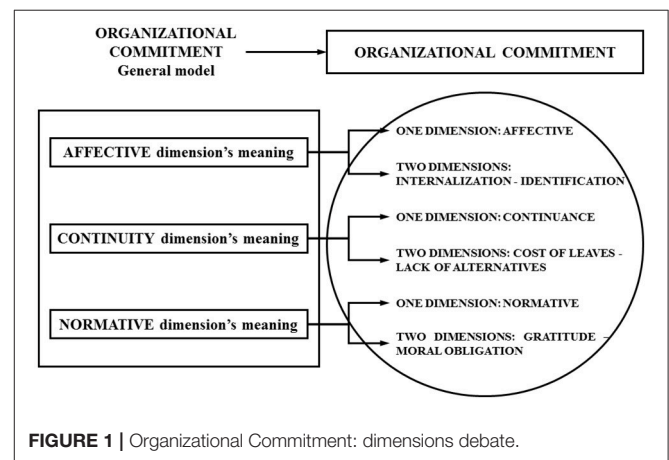 ORGANIZATIONAL
COMMITMENT
General model
ORGANIZATIONAL COMMITMENT
AFFECTIVE dimension's meaning
ONE DIMENSION: AFFECTIVE
TWO DIMENSIONS:
INTERNALIZATION - IDENTIFICATION
CONTINUITY dimension's meaning
ONE DIMENSION: CONTINUANCE
TWO DIMENSIONS: COST OF LEAVES -
LACK OF ALTERNATIVES
NORMATIVE dimension's meaning
ONE DIMENSION: NORMATIVE
TWO DIMENSIONS: GRATITUDE –
MORAL OBLIGATION
FIGURE 1 | Organizational Commitment: dimensions debate.